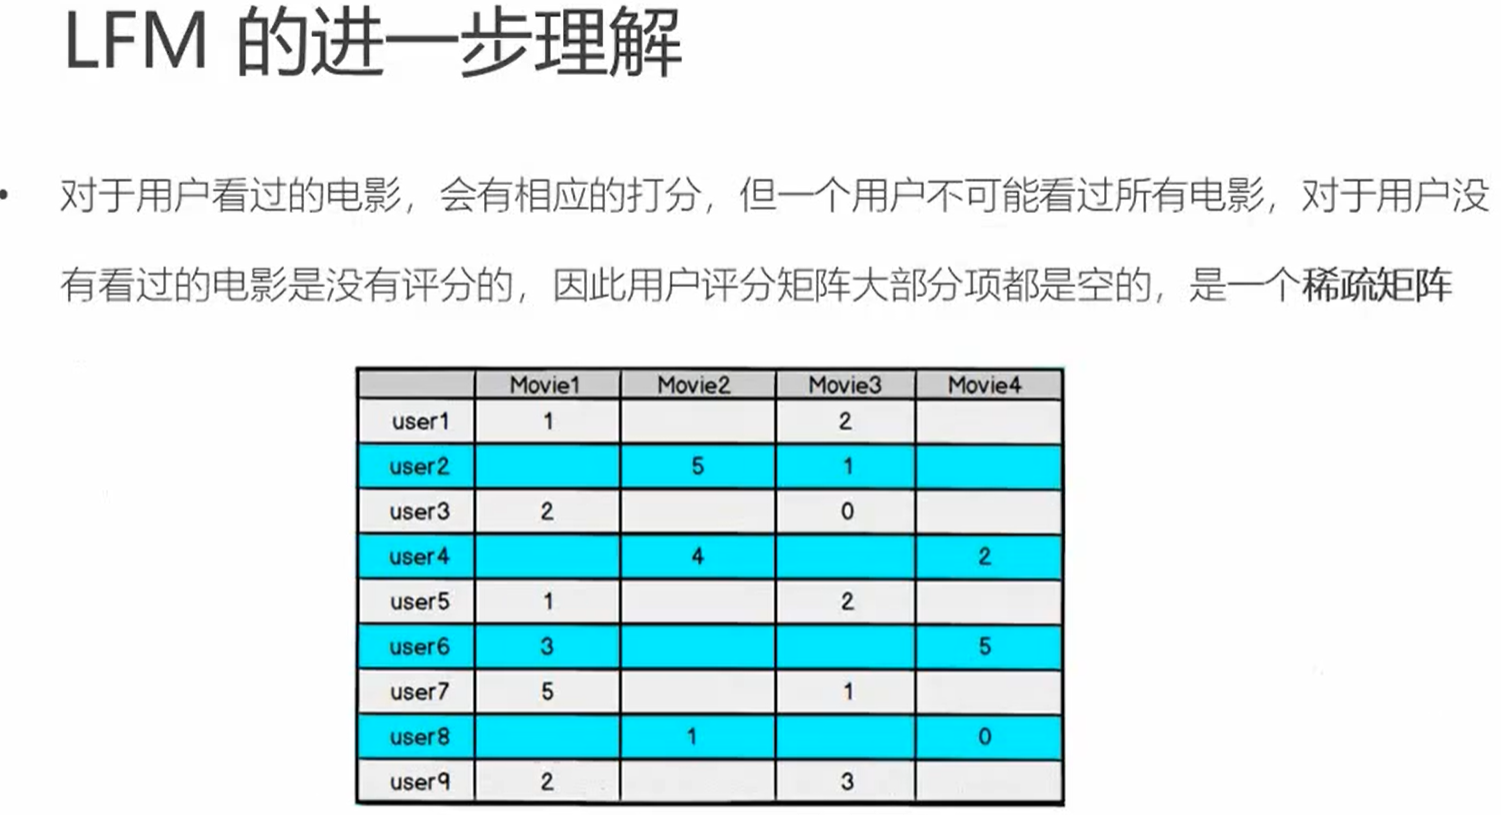 LFM 的进一步理解
• 对于用户看过的电影，会有相应的打分，但一个用户不可能看过所有电影，对于用户没
有看过的电影是没有评分的，因此用户评分矩阵大部分项都是空的，是一个稀疏矩阵
Movie1 Movie2 Movie3 Movie4
user1 1 2
user2 5 1
user3 2 0
user4 4 2
user5 1 2
user6 3 5
user7 5 1
user8 1 0
user9 2 3